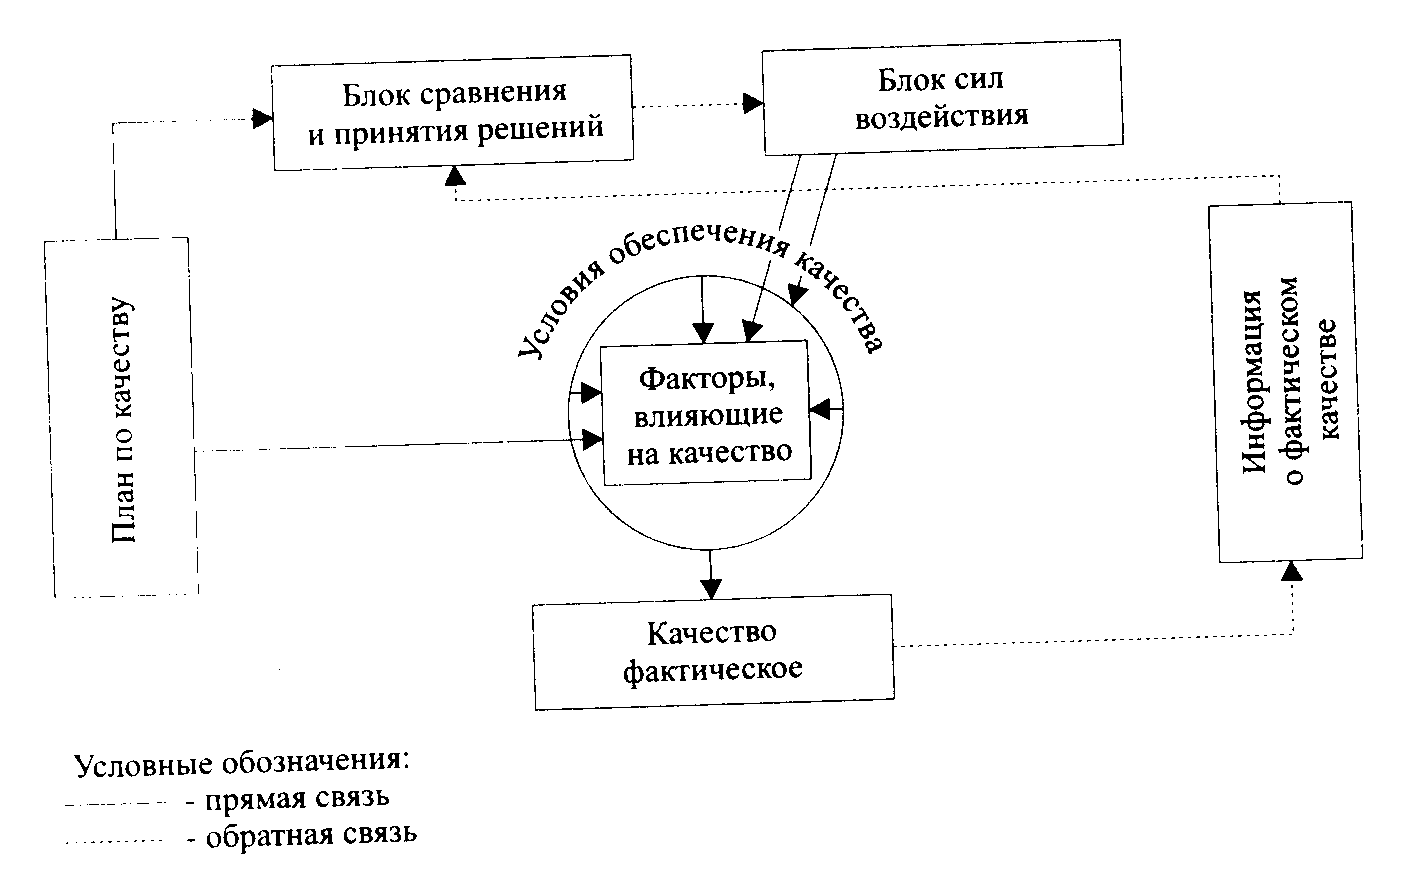 Блок сравнения
и принятия решений
Блок сил
воздействия
Условия обеспечения качества
План по качеству
Факторы,
влияющие
на качество
Информация
о фактическом
качестве
Качество
фактическое
Условные обозначения:
- прямая связь
- обратная связь